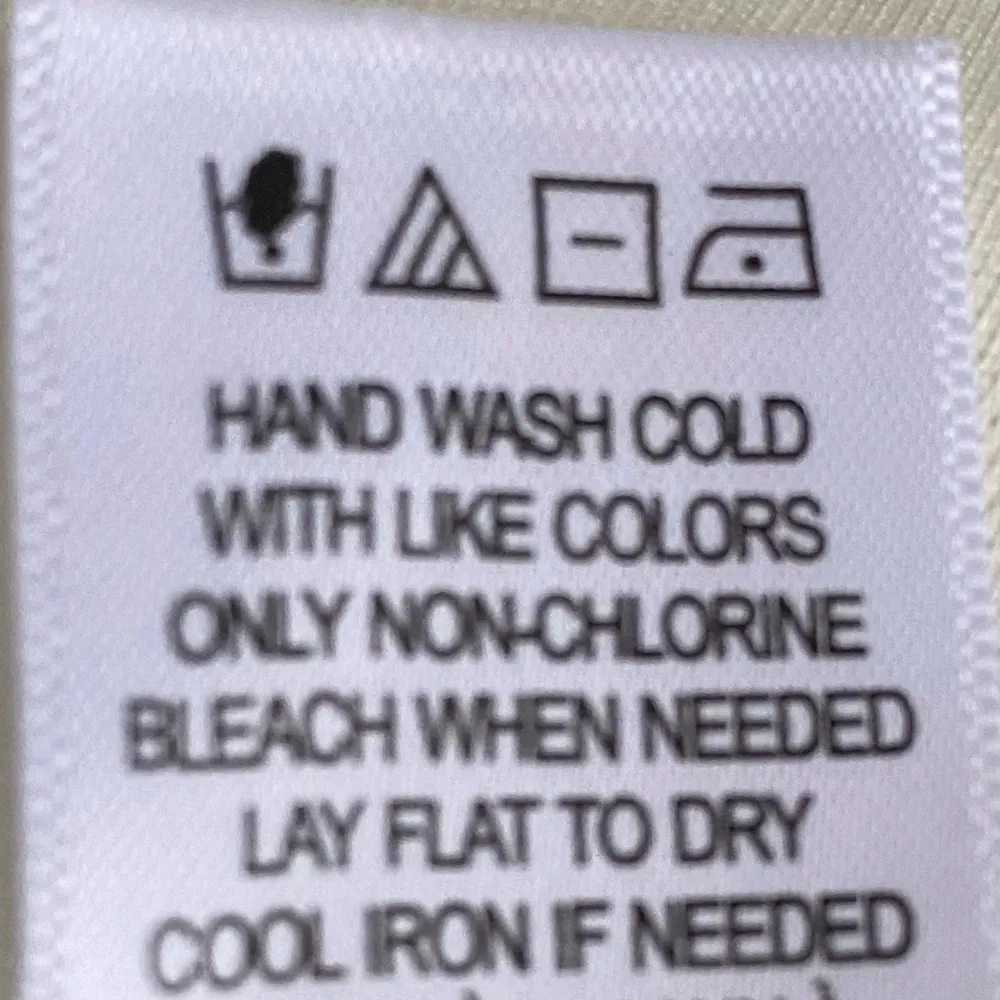 HAND WASH COLD
WITH LIKE COLORS
ONLY NON-CHLORINE
BLEACH WHEN NEEDED
LAY FLAT TO DRY
COOL IRON IF NEEDED